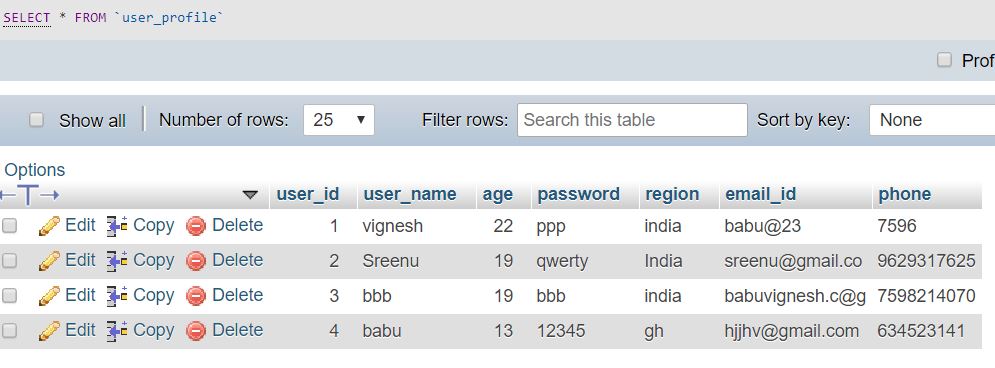 SELECT * FROM `user_profile`
Prof
Show all Number of rows: 25 Filter rows: Search this table Sort by key: None
Options
user_id user_name age password region email_id phone
Edit Copy Delete 1 vignesh 22 ppp india babu@23 7596
Edit Copy Delete 2 Sreenu 19 qwerty India sreenu@gmail.co 9629317625
Edit Copy Delete 3 bbb 19 bbb india babuvignesh.c@g 7598214070
Edit Copy Delete 4 babu 13 12345 gh hjjhv@gmail.com 634523141